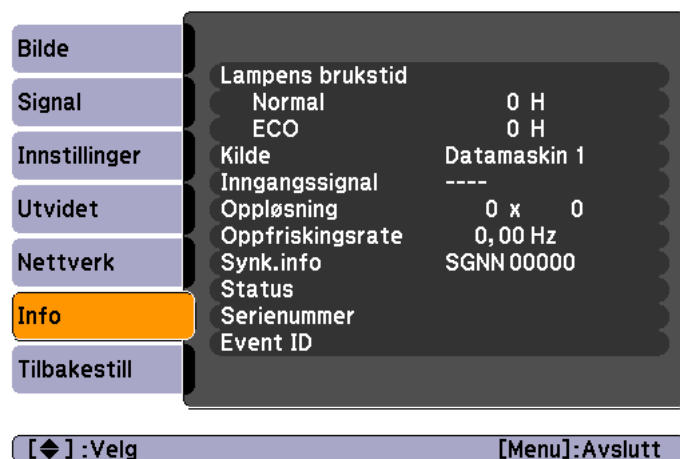 Bilde
Signal
Innstillinger
Utvidet
Nettverk
Info
Tilbakestill
Lampens brukstid
Normal 0 H
ECO 0 H
Kilde Datamaskin 1
Inngangssignal ----
Oppløsning 0 x 0
Oppfriskingsrate 0,00 Hz
Synk.info SGNN 00000
Status
Serienummer
Event ID
[◆] :Velg [Menu]:Avslutt